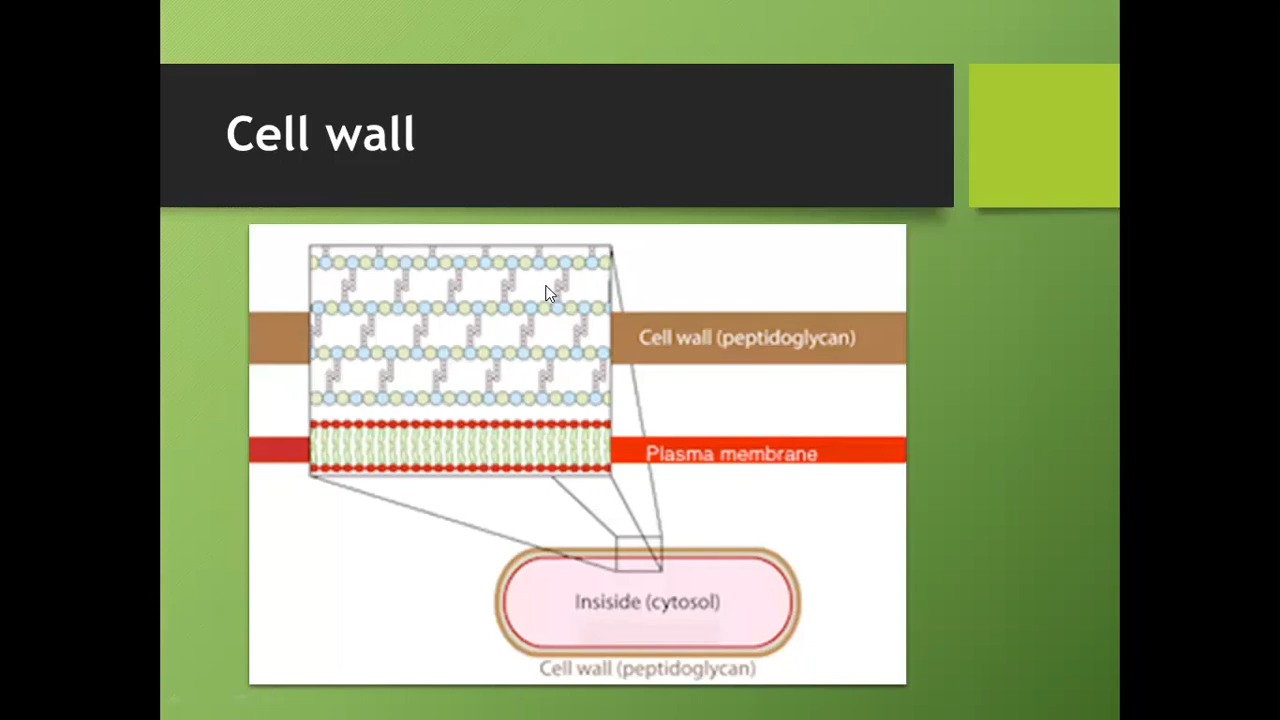 Cell wall
Cell wall (peptidoglycan)
Plasma membrane
Insiside (cytosol)
Cell wall (peptidoglycan)